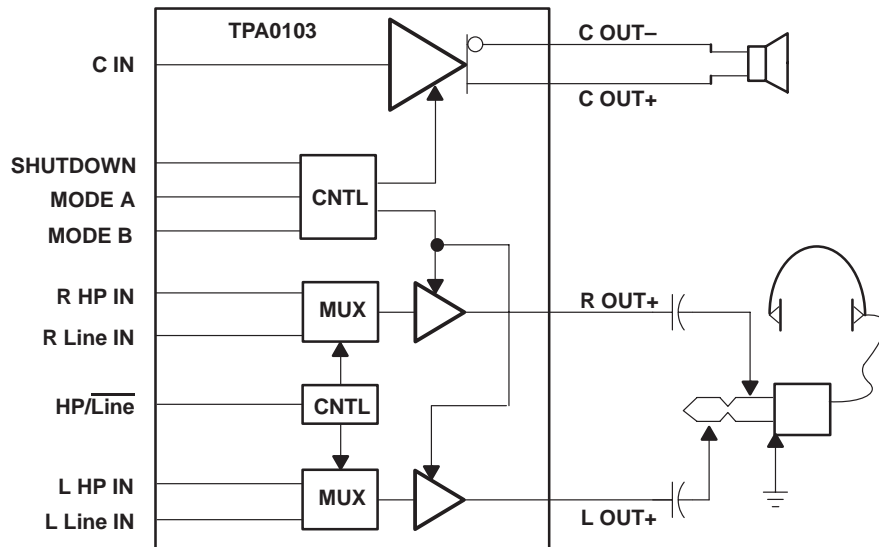 TPA0103
C OUT–
C IN
C OUT+
SHUTDOWN
MODE A
CNTL
MODE B
R HP IN
MUX
R OUT+
R Line IN
HP/Line
CNTL
L HP IN
MUX
L Line IN
L OUT+